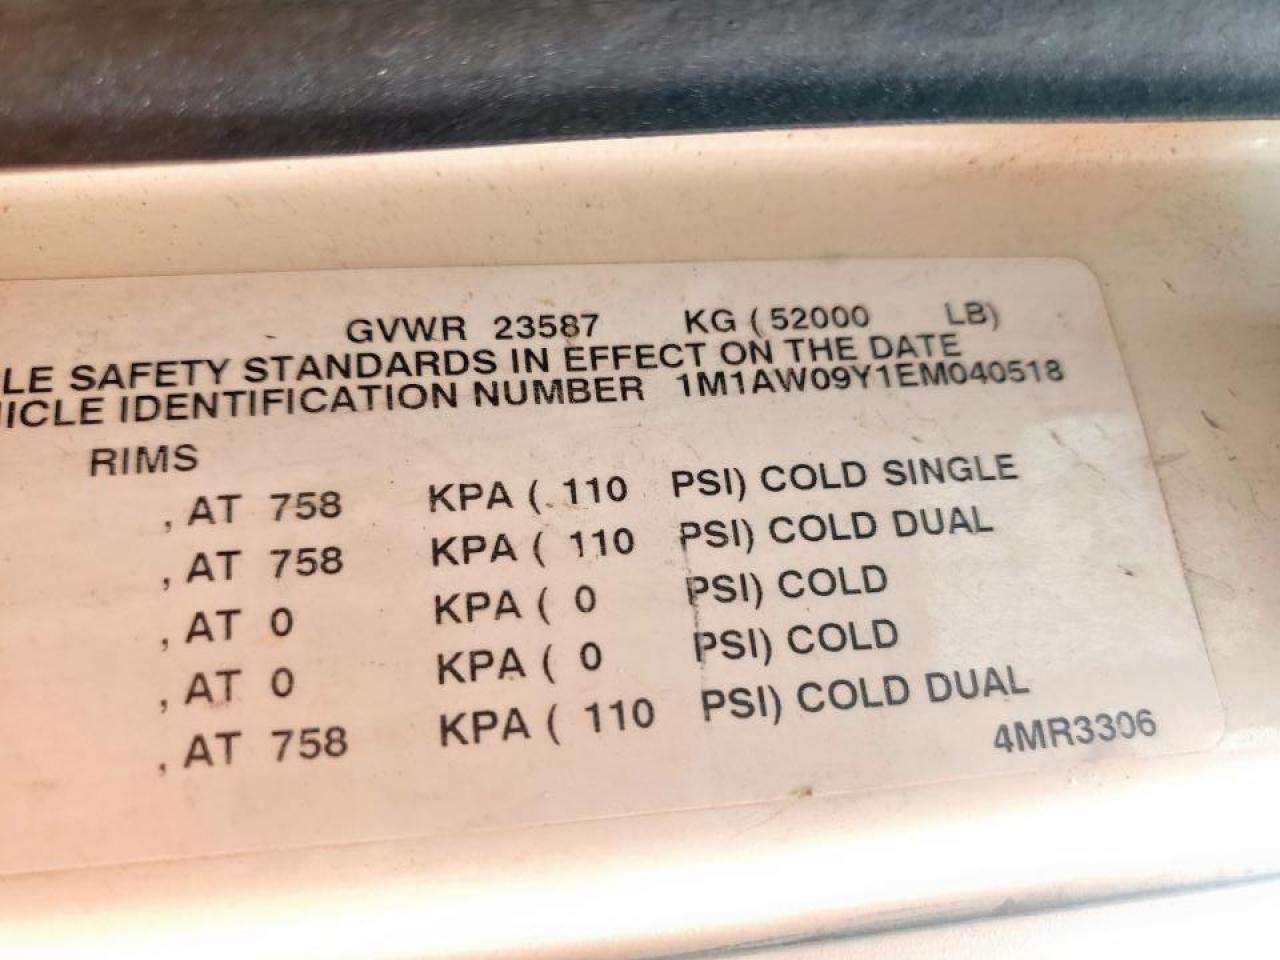 GVWR 23587 KG ( 52000 LB)
LE SAFETY STANDARDS IN EFFECT ON THE DATE
ICLE IDENTIFICATION NUMBER 1M1AW09Y1EM040518
RIMS
, AT 758 KPA ( 110 PSI) COLD SINGLE
, AT 758 KPA ( 110 PSI) COLD DUAL
, AT 0 KPA ( 0 PSI) COLD
, AT 0 KPA ( 0 PSI) COLD
, AT 758 KPA ( 110 PSI) COLD DUAL
4MR3306